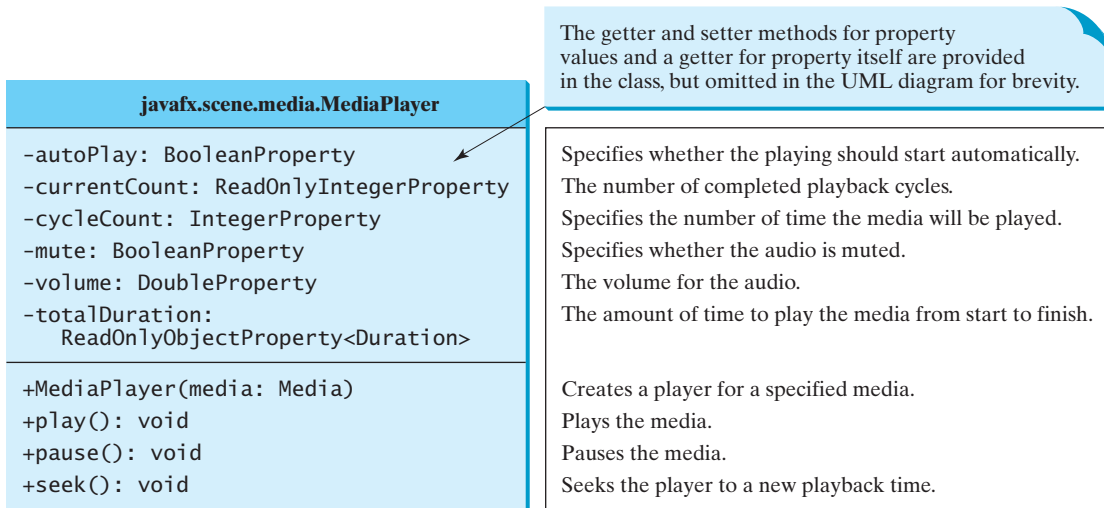 The getter and setter methods for property
values and a getter for property itself are provided
in the class, but omitted in the UML diagram for brevity.
javafx.scene.media.MediaPlayer
-autoPlay: BooleanProperty
-currentCount: ReadOnlyIntegerProperty
-cycleCount: IntegerProperty
-mute: BooleanProperty
-volume: DoubleProperty
-totalDuration:
ReadOnlyObjectProperty<Duration>
Specifies whether the playing should start automatically.
The number of completed playback cycles.
Specifies the number of time the media will be played.
Specifies whether the audio is muted.
The volume for the audio.
The amount of time to play the media from start to finish.
+MediaPlayer(media: Media)
+play(): void
+pause(): void
+seek(): void
Creates a player for a specified media.
Plays the media.
Pauses the media.
Seeks the player to a new playback time.